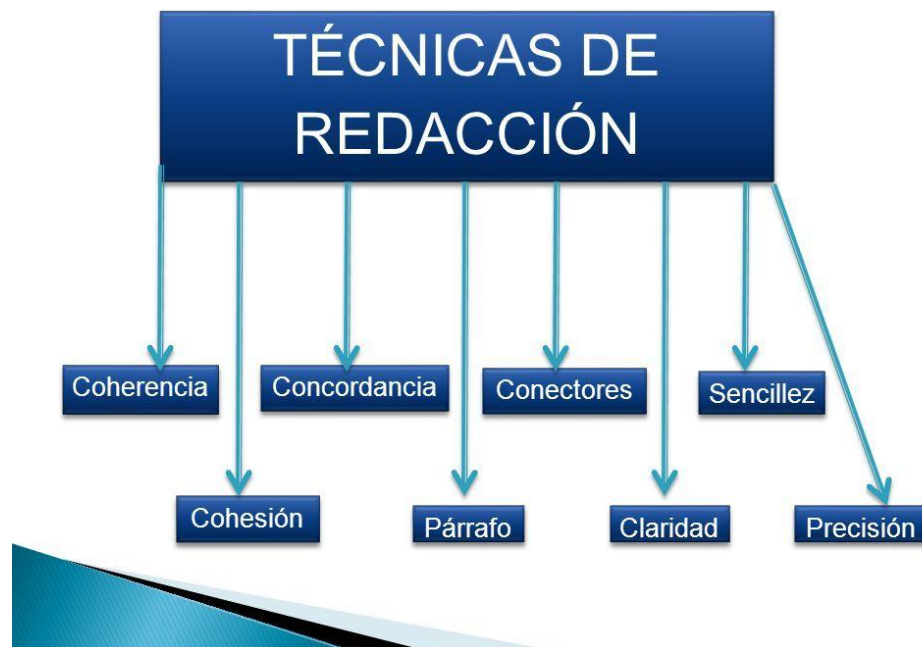 TÉCNICAS DE
REDACCIÓN
Coherencia
Concordancia
Conectores
Sencillez
Cohesión
Párrafo
Claridad
Precisión